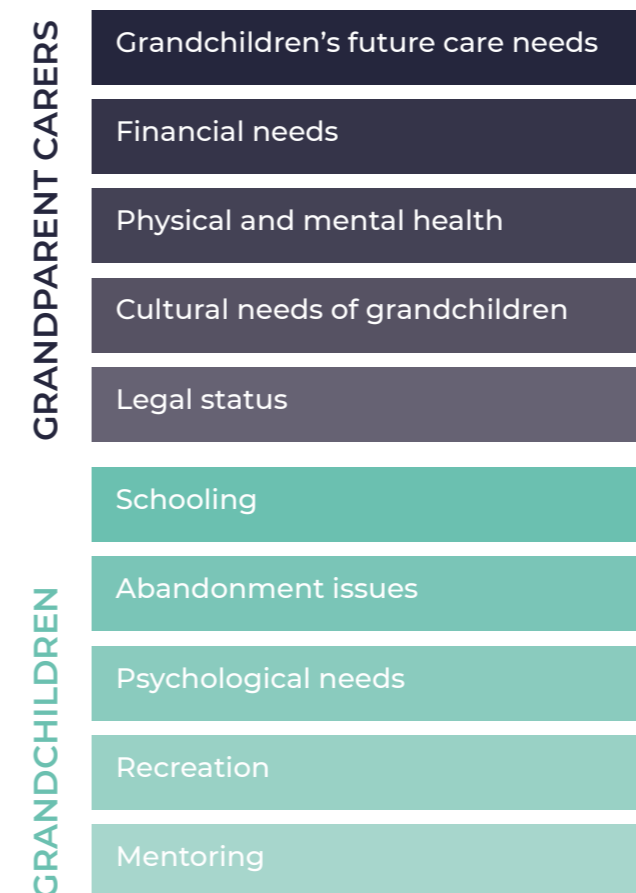 GRANDPARENT CARERS
Grandchildren’s future care needs
Financial needs
Physical and mental health
Cultural needs of grandchildren
Legal status
GRANDCHILDREN
Schooling
Abandonment issues
Psychological needs
Recreation
Mentoring